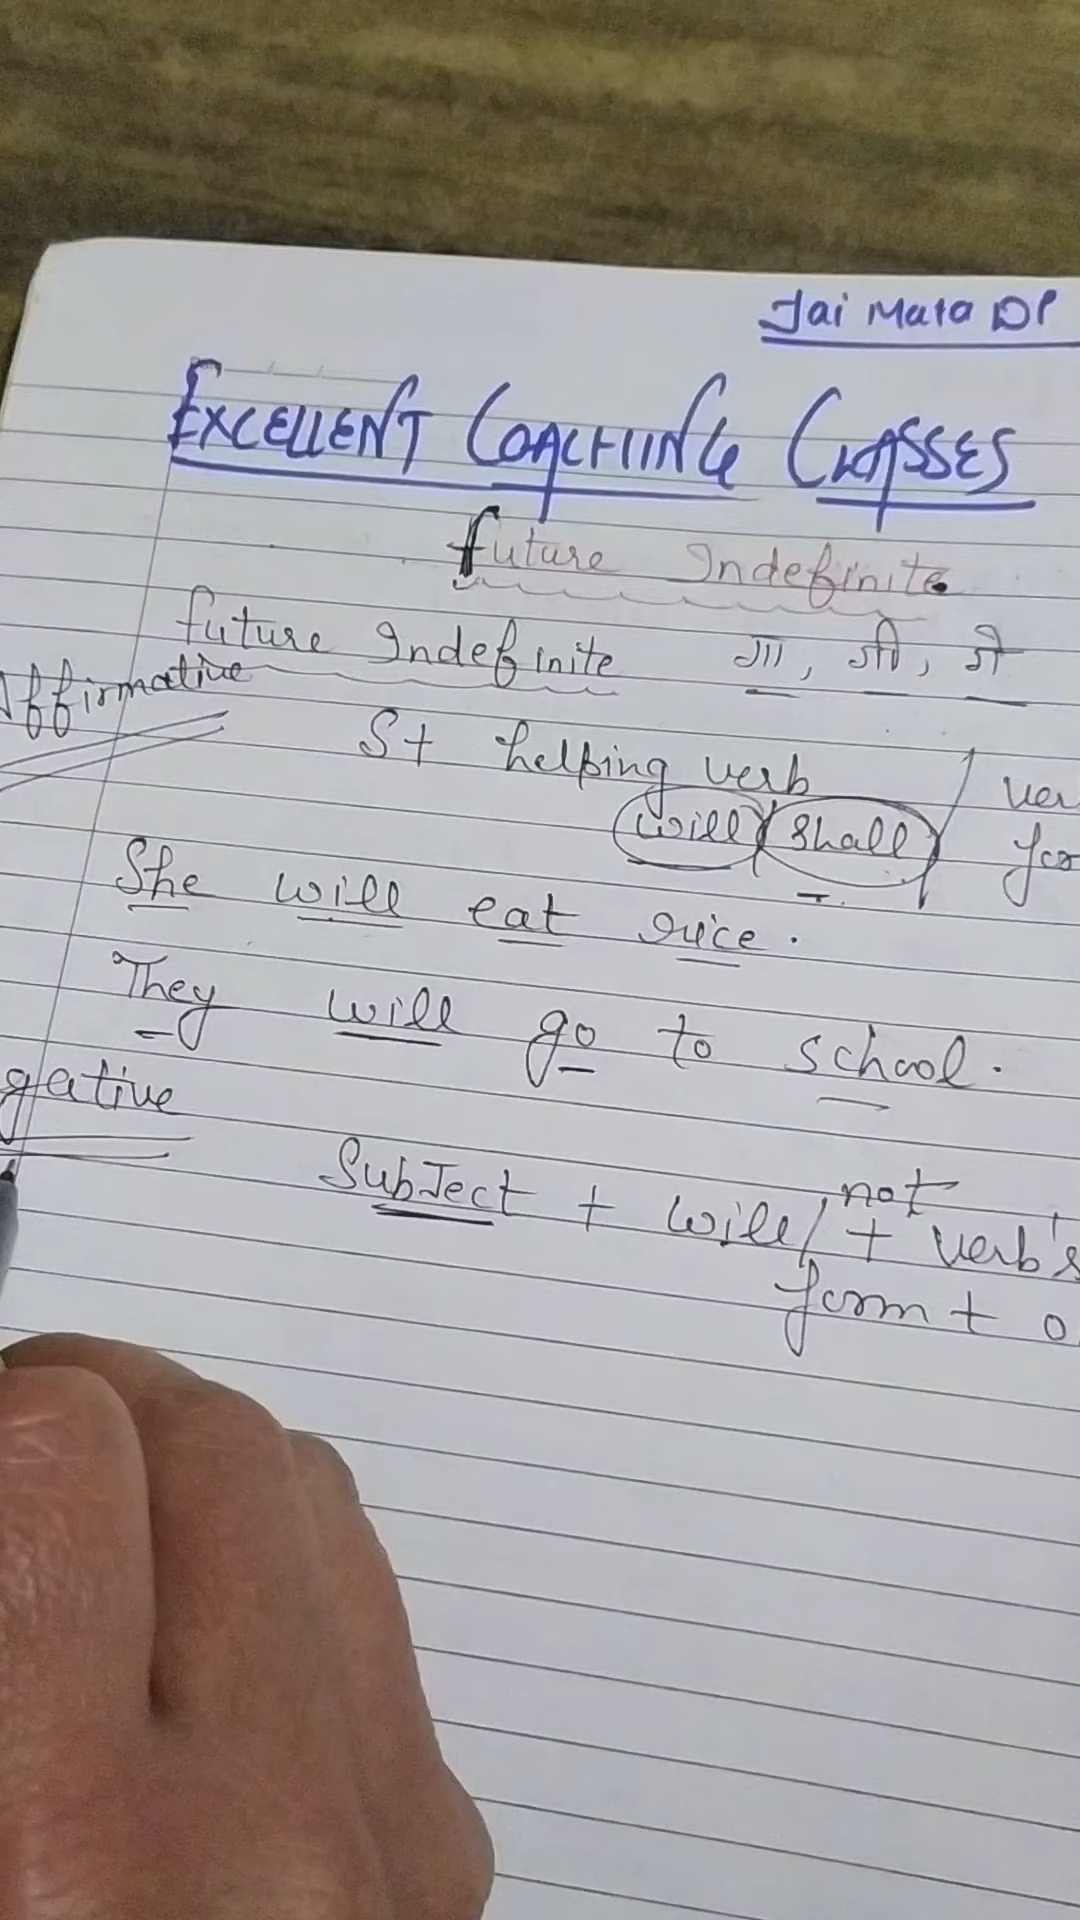 Jai Mata DI
EXCELLENT COACHING CLASSES
Future Indefinite
Future Indefinite गा, गी, गे
Affirmative
S+ helping verb
will / Shall
She will eat rice.
They will go to school.
gative
Subject + will / not + verb's
form + o